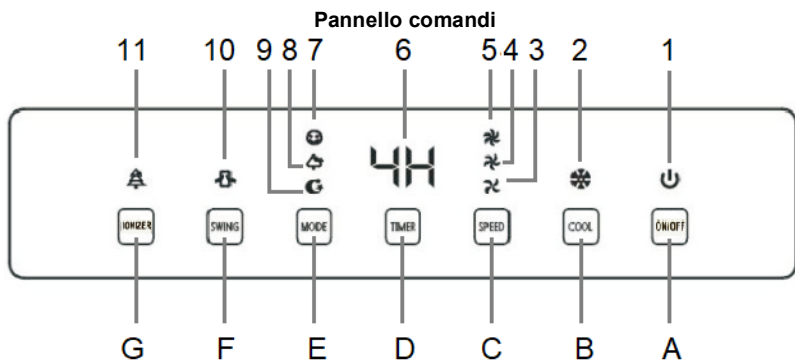 Pannello comandi
11 10 9 8 7 6 5 4 3 2 1
4H
IONIZER SWING MODE TIMER SPEED COOL ON/OFF
G F E D C B A